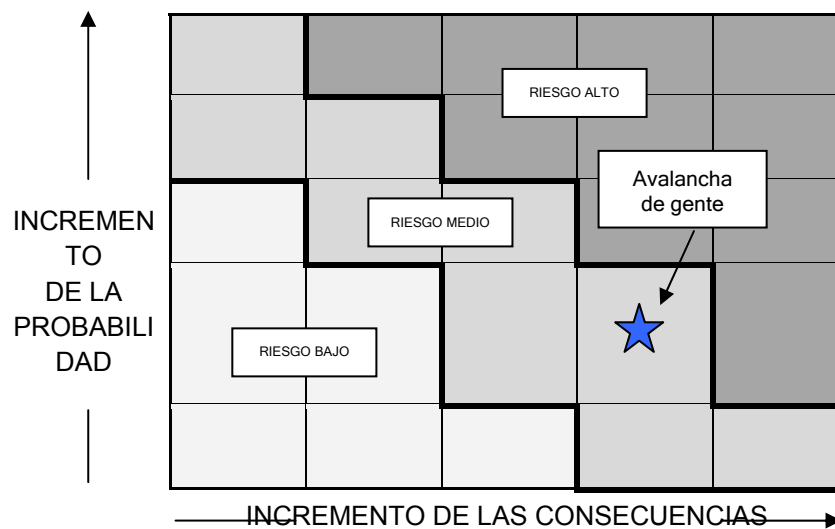 RIESGO ALTO
Avalancha
de gente
INCREMEN
TO
DE LA
PROBABILI
DAD
RIESGO MEDIO
RIESGO BAJO
INCREMENTO DE LAS CONSECUENCIAS